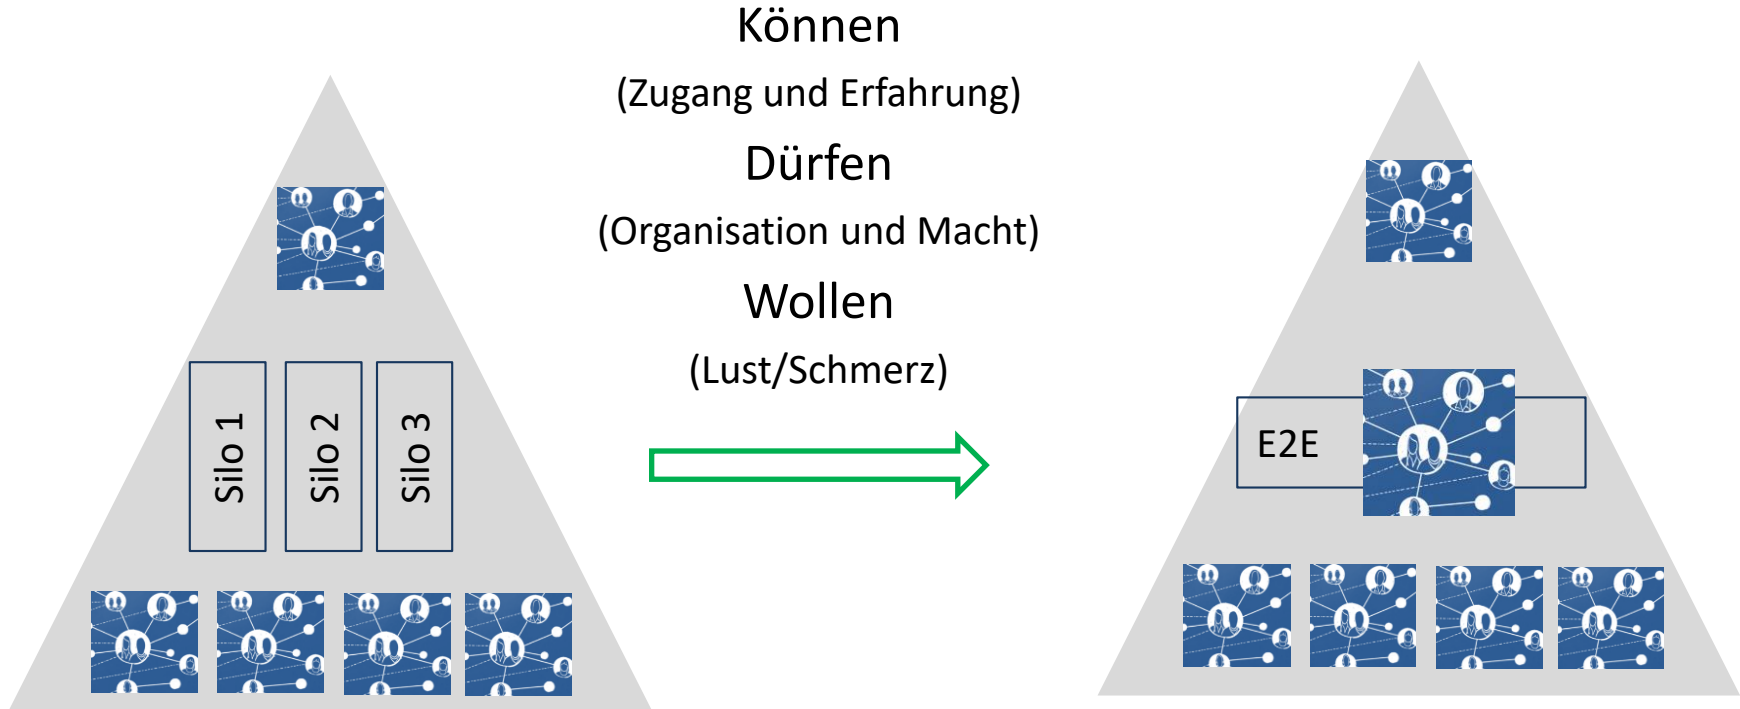 Können
(Zugang und Erfahrung)
Dürfen
(Organisation und Macht)
Wollen
(Lust/Schmerz)
Silo 1
Silo 2
Silo 3
E2E